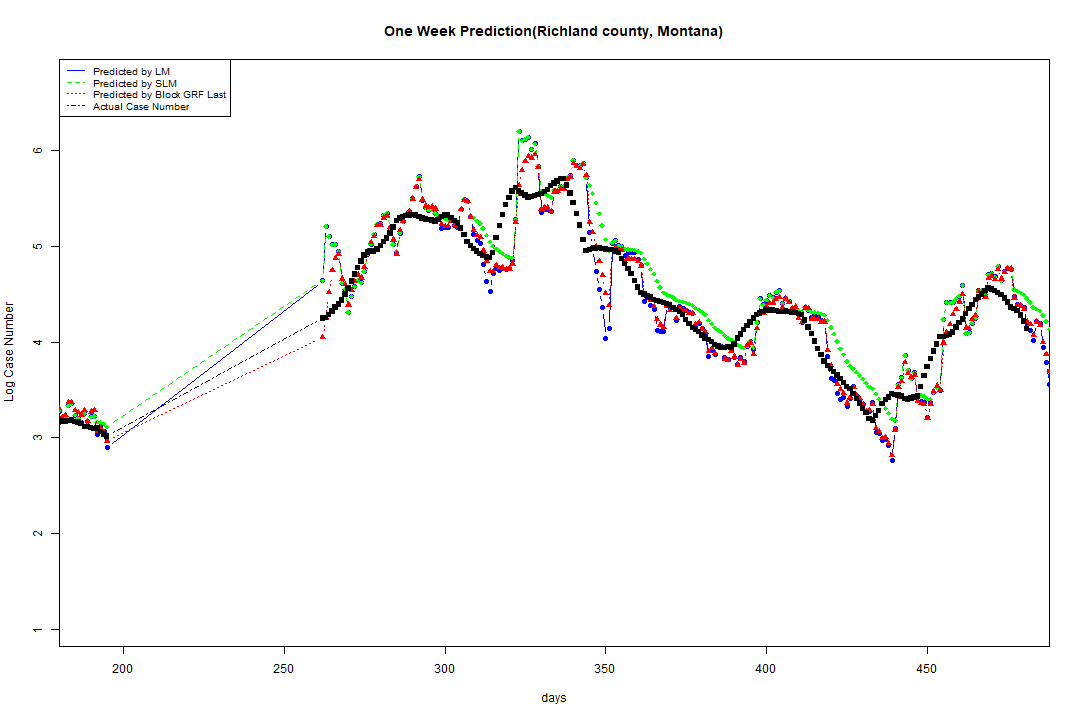 One Week Prediction(Richland county, Montana)
Predicted by LM
Predicted by SLM
Predicted by Block GRF Last
Actual Case Number
Log Case Number
6
5
4
3
2
1
200
250
300
350
400
450
days